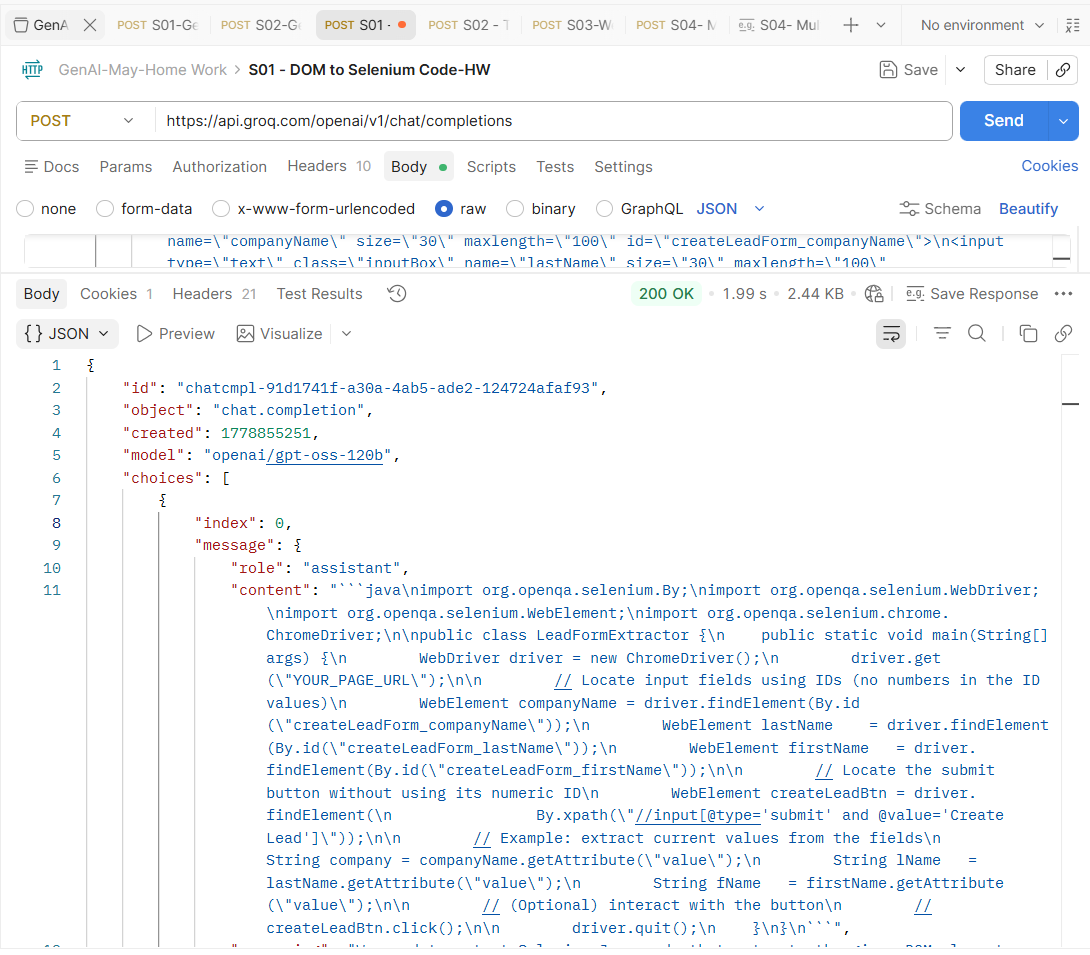 GenA POST S01-Ge POST S02-Ge POST S01 - POST S02 - T POST S03-W POST S04- M e.g. S04- Mul No environment
HTTP GenAI-May-Home Work > S01 - DOM to Selenium Code-HW Save Share
POST https://api.groq.com/openai/v1/chat/completions Send
Docs Params Authorization Headers 10 Body Scripts Tests Settings Cookies
none form-data x-www-form-urlencoded raw binary GraphQL JSON Schema Beautify
name=\"companyName\" size=\"30\" maxlength=\"100\" id=\"createLeadForm_companyName\">\n<input
type=\"text\" class=\"inputBox\" name=\"lastName\" size=\"30\" maxlength=\"100\"
Body Cookies 1 Headers 21 Test Results 200 OK • 1.99 s • 2.44 KB • e.g. Save Response
{} JSON Preview Visualize
1 {
2 "id": "chatcmpl-91d1741f-a30a-4ab5-ade2-124724afaf93",
3 "object": "chat.completion",
4 "created": 1778855251,
5 "model": "openai/gpt-oss-120b",
6 "choices": [
7 {
8 "index": 0,
9 "message": {
10 "role": "assistant",
11 "content": "```java\nimport org.openqa.selenium.By;\nimport org.openqa.selenium.WebDriver;
\nimport org.openqa.selenium.WebElement;\nimport org.openqa.selenium.chrome.
ChromeDriver;\n\npublic class LeadFormExtractor {\n    public static void main(String[]
args) {\n        WebDriver driver = new ChromeDriver();\n        driver.get
(\"YOUR_PAGE_URL\");\n\n        // Locate input fields using IDs (no numbers in the ID
values)\n        WebElement companyName = driver.findElement(By.id
(\"createLeadForm_companyName\"));\n        WebElement lastName    = driver.findElement
(By.id(\"createLeadForm_lastName\"));\n        WebElement firstName   = driver.
findElement(By.id(\"createLeadForm_firstName\"));\n\n        // Locate the submit
button without using its numeric ID\n        WebElement createLeadBtn = driver.
findElement(\n                By.xpath(\"//input[@type='submit' and @value='Create
Lead']\"));\n\n        // Example: extract current values from the fields\n
String company = companyName.getAttribute(\"value\");\n        String lName   =
lastName.getAttribute(\"value\");\n        String fName   = firstName.getAttribute
(\"value\");\n\n        // (Optional) interact with the button\n        //
createLeadBtn.click();\n\n        driver.quit();\n    }\n}\n```",